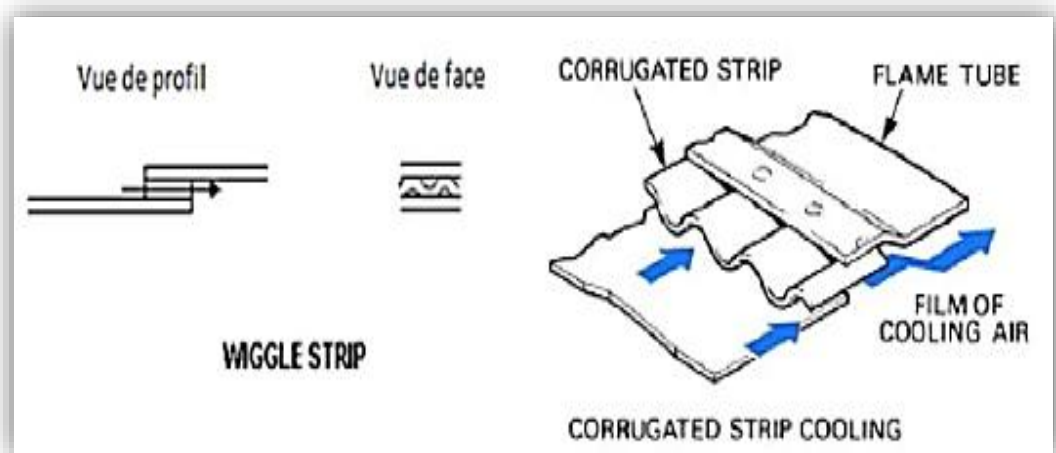 Vue de profil
Vue de face
WIGGLE STRIP
CORRUGATED STRIP
FLAME TUBE
FILM OF
COOLING AIR
CORRUGATED STRIP COOLING